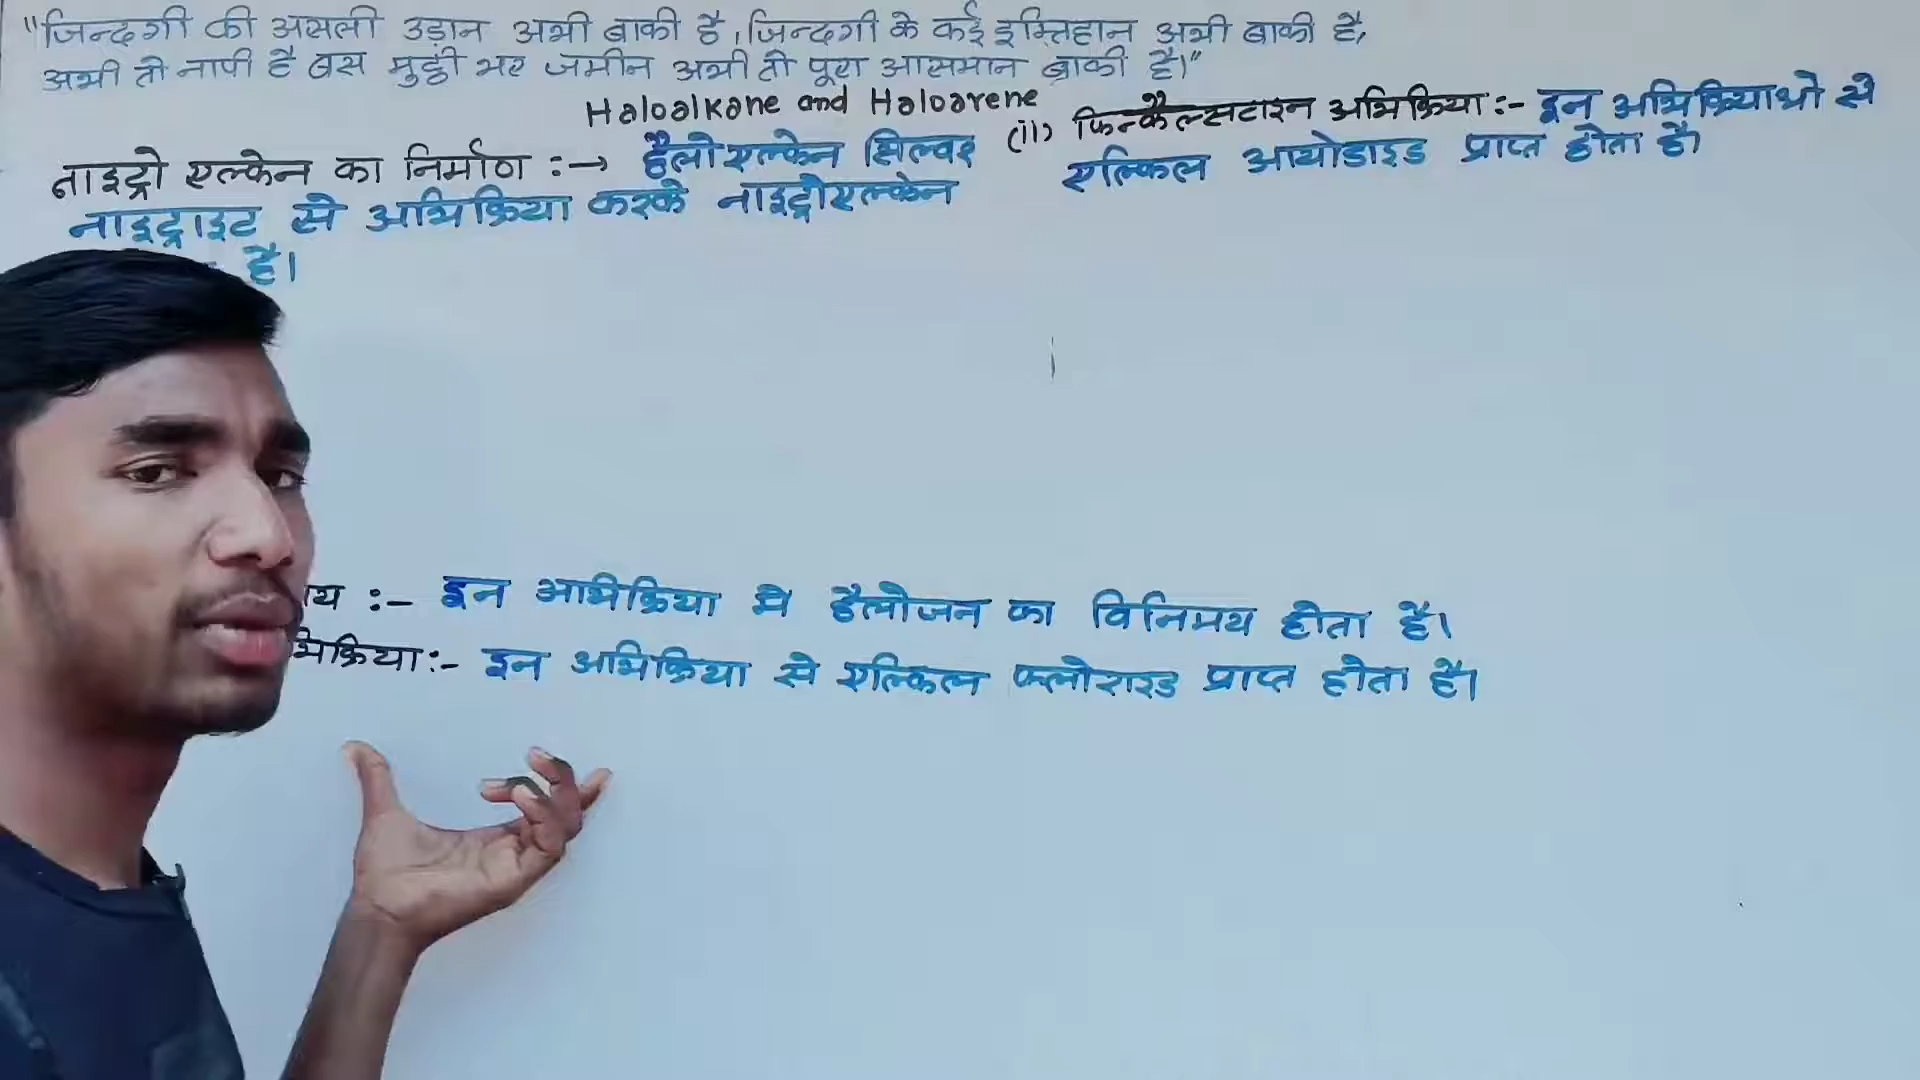 "जिन्दगी की असली उड़ान अभी बाकी है, जिन्दगी के कई इम्तिहान अभी बाकी है,
अभी तो नापी है बस मुठ्ठी भर जमीन अभी तो पूरा आसमान बाकी है।"
Haloalkane and Haloarene
नाइट्रो एल्केन का निर्माण :→ हैलोएल्केन सिल्वर
नाइट्राइट से अभिक्रिया करके नाइट्रोएल्केन
है।
(ii) फिन्कैल्सटाइन अभिक्रिया :- इन अभिक्रियाओ से
एल्किल आयोडाइड प्राप्त होता है।
मय :- इन अभिक्रिया मे हैलोजन का विनिमय होता है।
भिक्रिया:- इन अभिक्रिया से एल्किल फ्लोराइड प्राप्त होता है।